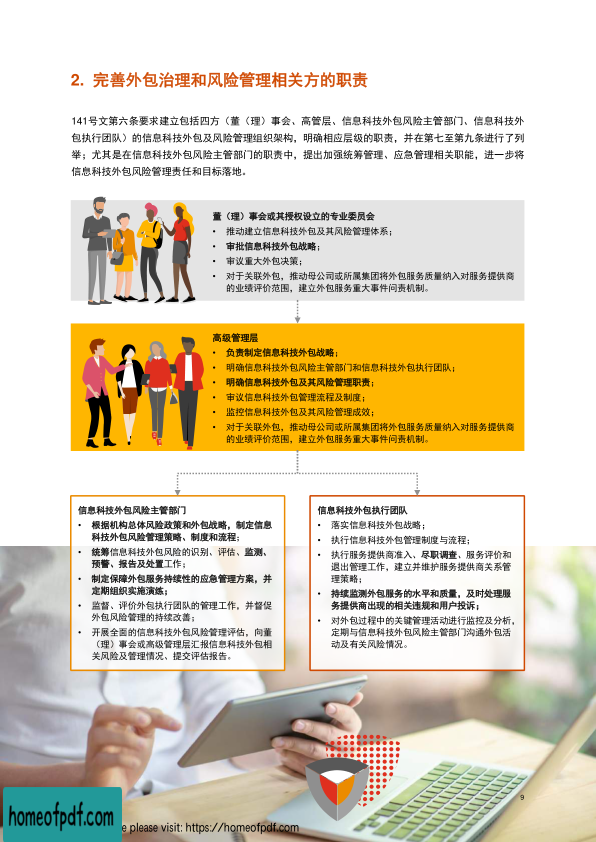 2. 完善外包治理和风险管理相关方的职责
141号文第六条要求建立包括四方（董（理）事会、高管层、信息科技外包风险主管部门、信息科技外
包执行团队）的信息科技外包及风险管理组织架构，明确相应层级的职责，并在第七至第九条进行了列
举；尤其是在信息科技外包风险主管部门的职责中，提出加强统筹管理、应急管理相关职能，进一步将
信息科技外包风险管理责任和目标落地。
董（理）事会或其授权设立的专业委员会
• 推动建立信息科技外包及其风险管理体系；
• 审批信息科技外包战略；
• 审议重大外包决策；
• 对于关联外包，推动母公司或所属集团将外包服务质量纳入对服务提供商
的业绩评价范围，建立外包服务重大事件问责机制。
高级管理层
• 负责制定信息科技外包战略；
• 明确信息科技外包风险主管部门和信息科技外包执行团队；
• 明确信息科技外包及其风险管理职责；
• 审议信息科技外包管理流程及制度；
• 监控信息科技外包及其风险管理成效；
• 对于关联外包，推动母公司或所属集团将外包服务质量纳入对服务提供商
的业绩评价范围，建立外包服务重大事件问责机制。
信息科技外包风险主管部门
• 根据机构总体风险政策和外包战略，制定信息
科技外包风险管理策略、制度和流程；
• 统筹信息科技外包风险的识别、评估、监测、
预警、报告及处置工作；
• 制定保障外包服务持续性的应急管理方案，并
定期组织实施演练；
• 监督、评价外包执行团队的管理工作，并督促
外包风险管理的持续改善；
• 开展全面的信息科技外包风险管理评估，向董
（理）事会或高级管理层汇报信息科技外包相
关风险及管理情况、提交评估报告。
信息科技外包执行团队
• 落实信息科技外包战略；
• 执行信息科技外包管理制度与流程；
• 执行服务提供商准入、尽职调查、服务评价和
退出管理工作，建立并维护服务提供商关系管
理策略；
• 持续监测外包服务的水平和质量，及时处理服
务提供商出现的相关违规和用户投诉；
• 对外包过程中的关键管理活动进行监控及分析，
定期与信息科技外包风险主管部门沟通外包活
动及有关风险情况。
9
homeofpdf.com
e please visit: https://homeofpdf.com